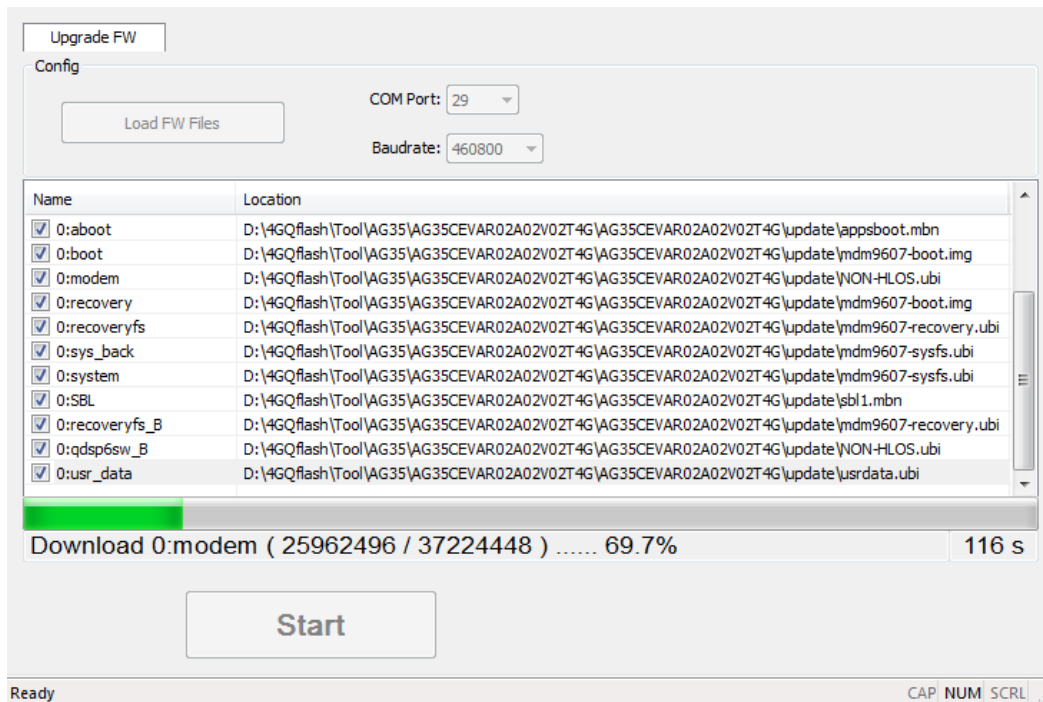 Upgrade FW
Config
Load FW Files
COM Port: 29
Baudrate: 460800
Name Location
0:aboot D:\4GQflash\Tool\AG35\AG35CEVAR02A02V02T4G\AG35CEVAR02A02V02T4G\update\appsboot.mbn
0:boot D:\4GQflash\Tool\AG35\AG35CEVAR02A02V02T4G\AG35CEVAR02A02V02T4G\update\mdm9607-boot.img
0:modem D:\4GQflash\Tool\AG35\AG35CEVAR02A02V02T4G\AG35CEVAR02A02V02T4G\update\NON-HLOS.ubi
0:recovery D:\4GQflash\Tool\AG35\AG35CEVAR02A02V02T4G\AG35CEVAR02A02V02T4G\update\mdm9607-boot.img
0:recoveryfs D:\4GQflash\Tool\AG35\AG35CEVAR02A02V02T4G\AG35CEVAR02A02V02T4G\update\mdm9607-recovery.ubi
0:sys_back D:\4GQflash\Tool\AG35\AG35CEVAR02A02V02T4G\AG35CEVAR02A02V02T4G\update\mdm9607-sysfs.ubi
0:system D:\4GQflash\Tool\AG35\AG35CEVAR02A02V02T4G\AG35CEVAR02A02V02T4G\update\mdm9607-sysfs.ubi
0:SBL D:\4GQflash\Tool\AG35\AG35CEVAR02A02V02T4G\AG35CEVAR02A02V02T4G\update\sbl1.mbn
0:recoveryfs_B D:\4GQflash\Tool\AG35\AG35CEVAR02A02V02T4G\AG35CEVAR02A02V02T4G\update\mdm9607-recovery.ubi
0:qdsp6sw_B D:\4GQflash\Tool\AG35\AG35CEVAR02A02V02T4G\AG35CEVAR02A02V02T4G\update\NON-HLOS.ubi
0:usr_data D:\4GQflash\Tool\AG35\AG35CEVAR02A02V02T4G\AG35CEVAR02A02V02T4G\update\usrdata.ubi
Download 0:modem ( 25962496 / 37224448 ) ...... 69.7% 116 s
Start
Ready CAP NUM SCRL